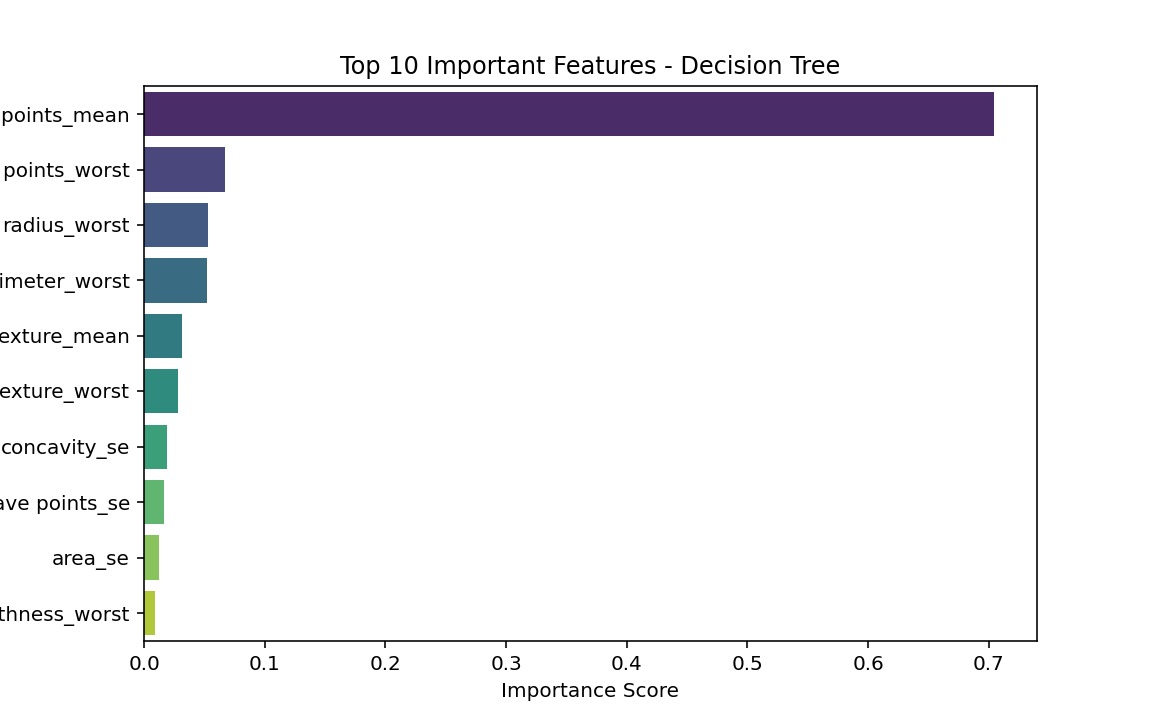 Top 10 Important Features - Decision Tree
points_mean
points_worst
radius_worst
imeter_worst
exture_mean
exture_worst
concavity_se
ave points_se
area_se
thness_worst
0.0 0.1 0.2 0.3 0.4 0.5 0.6 0.7
Importance Score